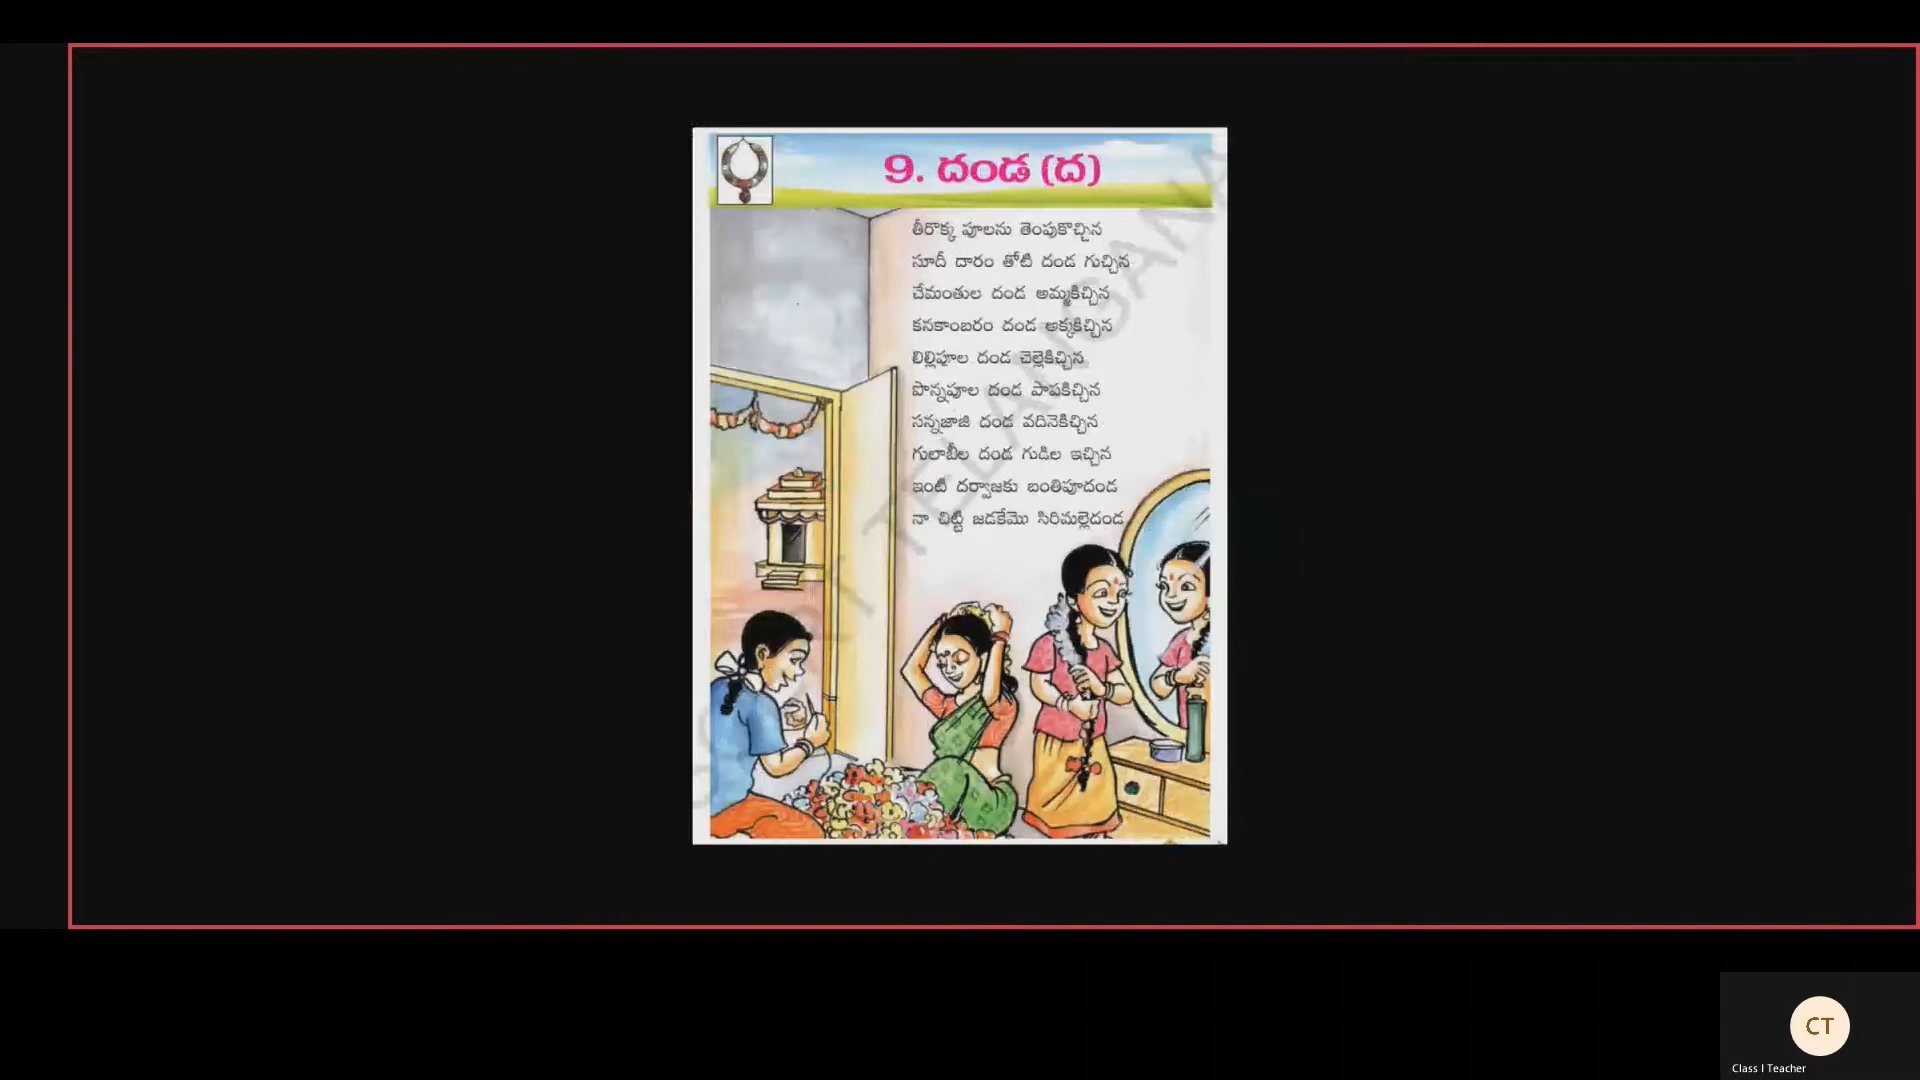 9. దండ (ద)
తీరొక్క పూలను తెంపుకొచ్చిన
సూదీ దారం తోటి దండ గుచ్చిన
చేమంతుల దండ అమ్మకిచ్చిన
కనకాంబరం దండ అక్కకిచ్చిన
లిల్లిపూల దండ చెల్లెకిచ్చిన
పొన్నపూల దండ పాపకిచ్చిన
సన్నజాజి దండ వదినెకిచ్చిన
గులాబీల దండ గుడిల ఇచ్చిన
ఇంటి దర్వాజకు బంతిపూదండ
నా చిట్టి జడకేమొ సిరిమల్లెదండ
TELANGANA
CT
Class I Teacher